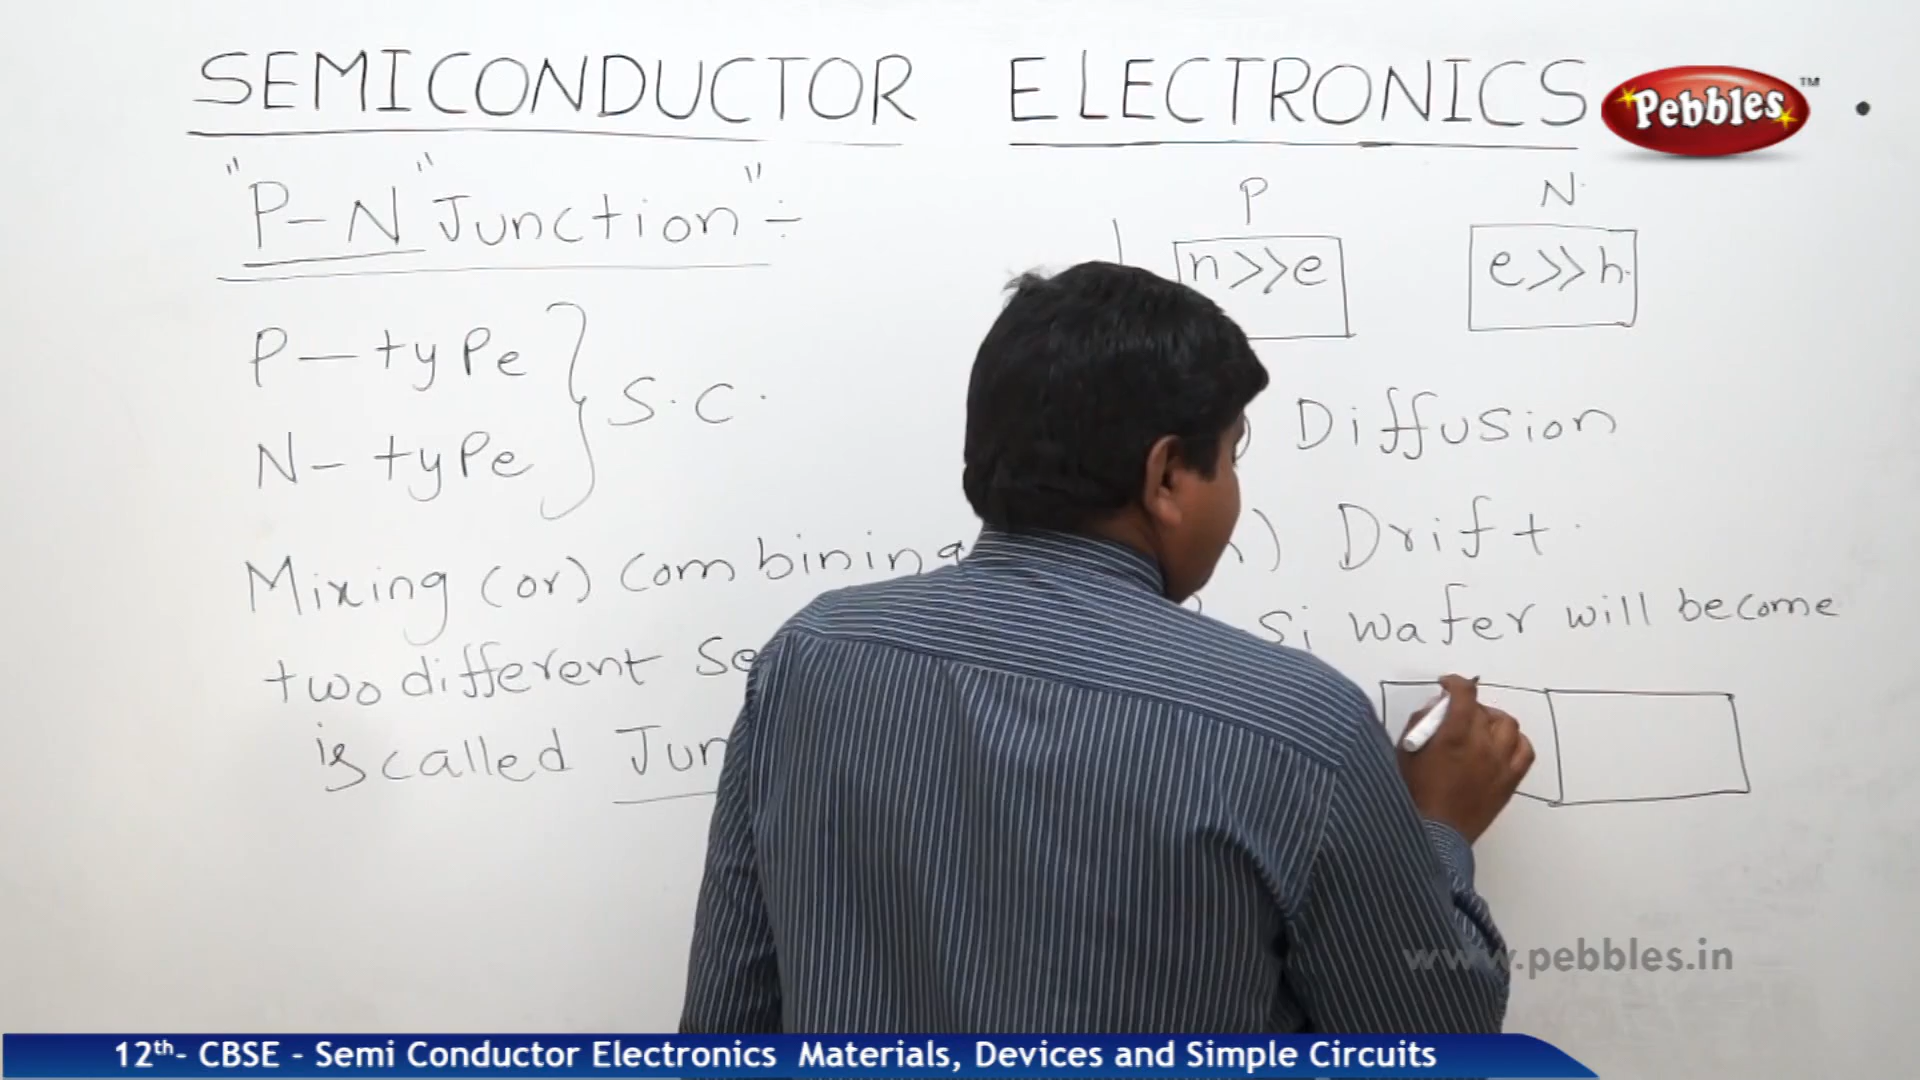 SEMICONDUCTOR ELECTRONICS
Pebbles™
"P-N" Junction" ÷
P N
n>>e e>>h
P-type
N-type
S.C.
Diffusion
Drift.
Mixing (or) combining
two different
is called
Si wafer will become
www.pebbles.in
12th- CBSE - Semi Conductor Electronics Materials, Devices and Simple Circuits